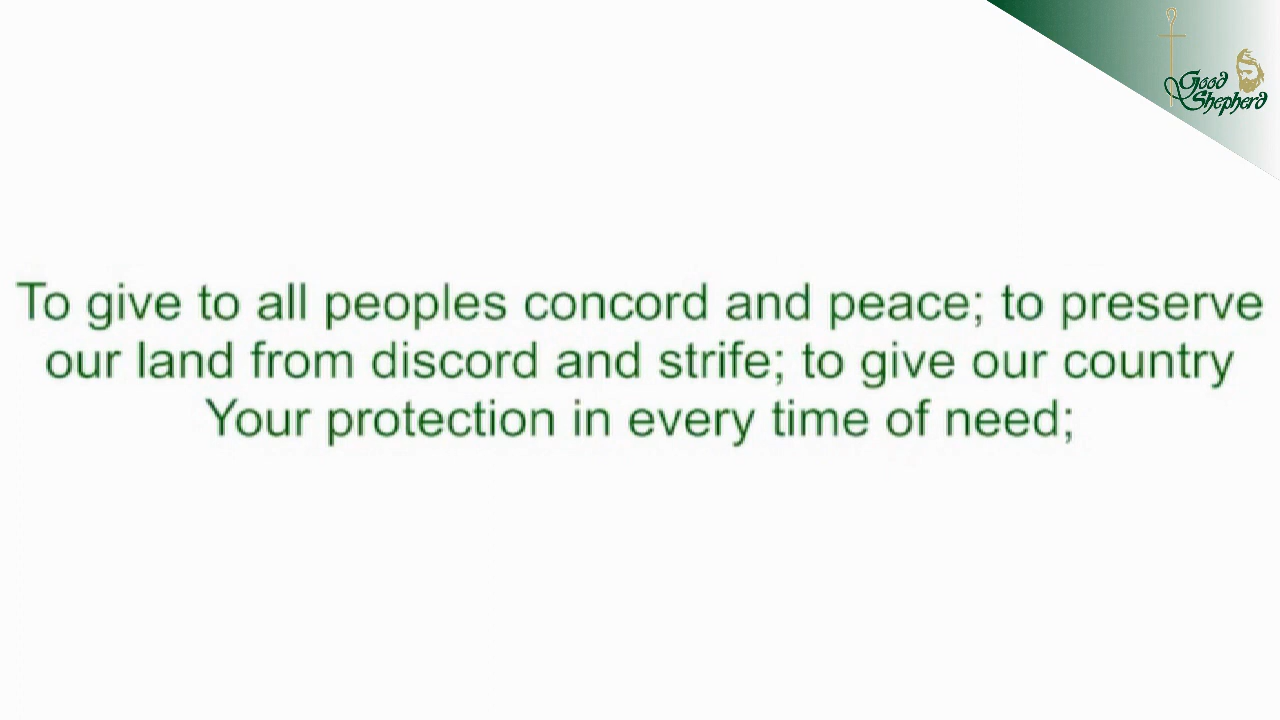 Good
Shepherd
To give to all peoples concord and peace; to preserve
our land from discord and strife; to give our country
Your protection in every time of need;